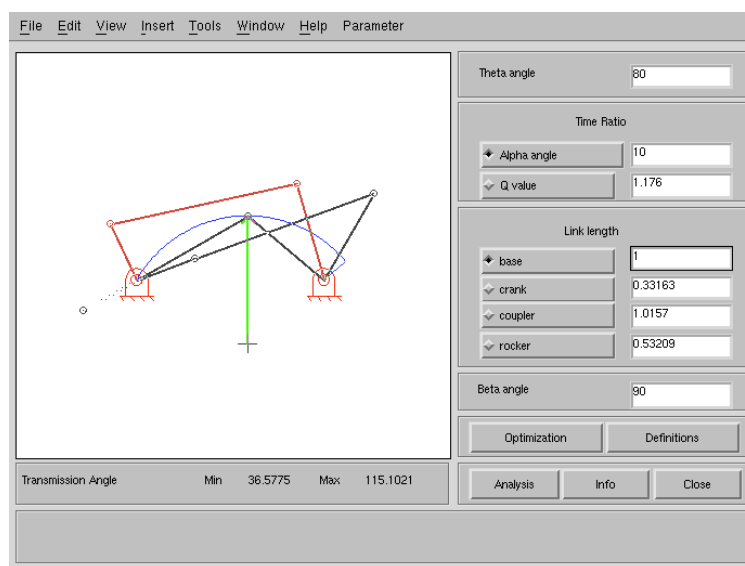 File Edit View Insert Tools Window Help Parameter
Theta angle 80
Time Ratio
Alpha angle 10
Q value 1.176
Link length
base 1
crank 0.33163
coupler 1.0157
rocker 0.53209
Beta angle 90
Optimization Definitions
Transmission Angle Min 36.5775 Max 115.1021
Analysis Info Close